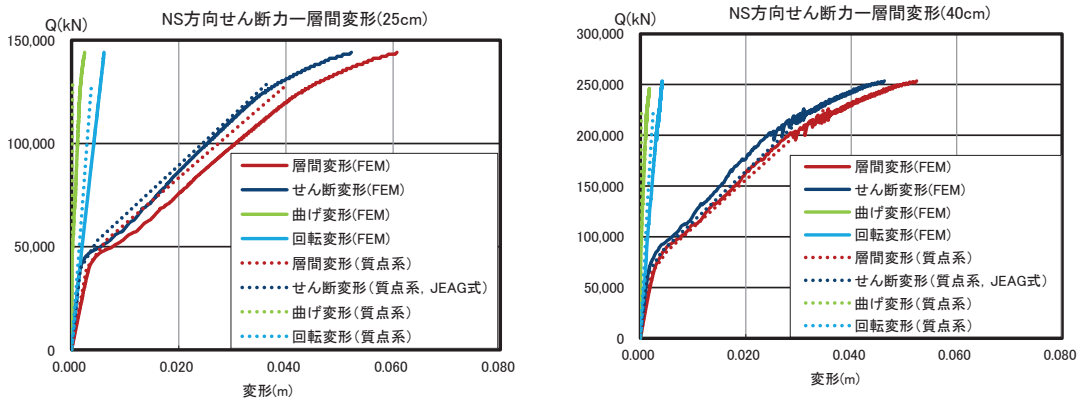 NS方向せん断力ー層間変形(25cm)
Q(kN)
150,000
100,000
50,000
0
層間変形(FEM)
せん断変形(FEM)
曲げ変形(FEM)
回転変形(FEM)
層間変形(質点系)
せん断変形(質点系, JEAG式)
曲げ変形(質点系)
回転変形(質点系)
0.000 0.020 0.040 0.060 0.080
変形(m)
NS方向せん断力ー層間変形(40cm)
Q(kN)
300,000
250,000
200,000
150,000
100,000
50,000
0
層間変形(FEM)
せん断変形(FEM)
曲げ変形(FEM)
回転変形(FEM)
層間変形(質点系)
せん断変形(質点系, JEAG式)
曲げ変形(質点系)
回転変形(質点系)
0.000 0.020 0.040 0.060 0.080
変形(m)